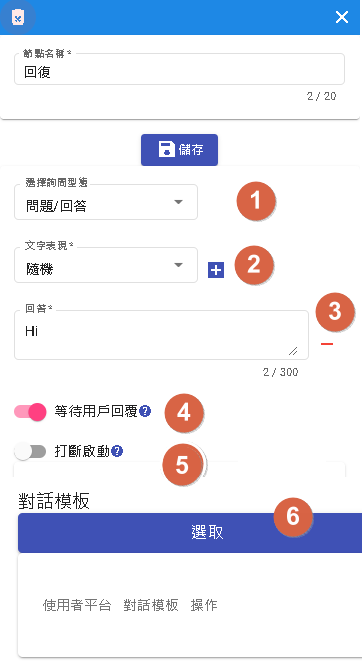 節點名稱*
回復
2 / 20
儲存
選擇詢問型態
問題/回答
1
文字表現*
隨機
2
回答*
Hi
3
2 / 300
等待用戶回覆?
4
打斷啟動?
5
對話模板
6
選取
使用者平台 對話模板 操作